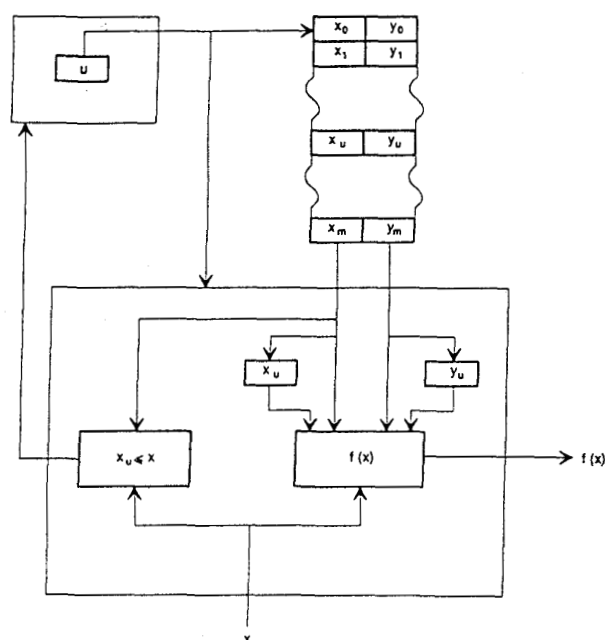 u
x₀ y₀
x₁ y₁
xᵤ yᵤ
xₘ yₘ
xᵤ yᵤ
xᵤ ⩽ x
f (x)
f (x)
x